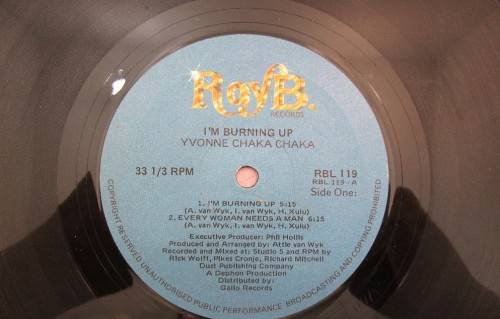 RoyB.
RECORDS
I'M BURNING UP
YVONNE CHAKA CHAKA
33 1/3 RPM
RBL 119
RBL 119 - A
Side One:
1. I'M BURNING UP 5:15
(A. van Wyk, I. van Wyk, H. Xulu)
2. EVERY WOMAN NEEDS A MAN 6:15
(A. van Wyk, I. van Wyk, H. Xulu)
Executive Producer: Phil Hollis
Produced and Arranged by: Attie van Wyk
Recorded and Mixed at: Studio 5 and RPM by
Rick Wolff, Pikes Cronje, Richard Mitchell
Dust Publishing Company
A Dephon Production
Distributed by:
Gallo Records
COPYRIGHT CONTROL UNAUTHORISED PUBLIC PERFORMANCE BROADCASTING AND COPYING PROHIBITED